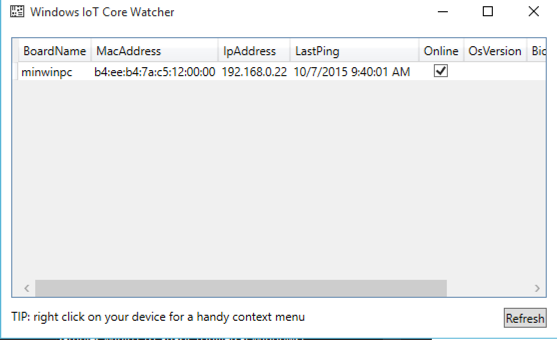 Windows IoT Core Watcher
BoardName MacAddress IpAddress LastPing Online OsVersion Bio
minwinpc b4:ee:b4:7a:c5:12:00:00 192.168.0.22 10/7/2015 9:40:01 AM
TIP: right click on your device for a handy context menu
Refresh